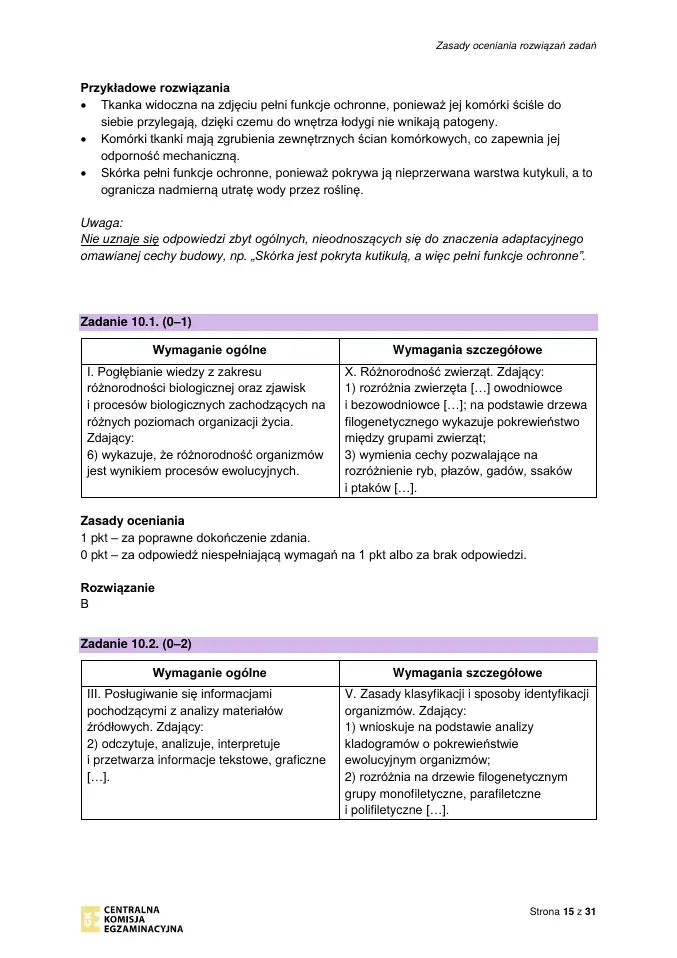 Zasady oceniania rozwiązań zadań
Przykładowe rozwiązania
• Tkanka widoczna na zdjęciu pełni funkcje ochronne, ponieważ jej komórki ściśle do
siebie przylegają, dzięki czemu do wnętrza łodygi nie wnikają patogeny.
• Komórki tkanki mają zgrubienia zewnętrznych ścian komórkowych, co zapewnia jej
odporność mechaniczną.
• Skórka pełni funkcje ochronne, ponieważ pokrywa ją nieprzerwana warstwa kutykuli, a to
ogranicza nadmierną utratę wody przez roślinę.
Uwaga:
Nie uznaje się odpowiedzi zbyt ogólnych, nieodnoszących się do znaczenia adaptacyjnego
omawianej cechy budowy, np. „Skórka jest pokryta kutikulą, a więc pełni funkcje ochronne”.
Zadanie 10.1. (0–1)
Wymaganie ogólne
I. Pogłębianie wiedzy z zakresu
różnorodności biologicznej oraz zjawisk
i procesów biologicznych zachodzących na
różnych poziomach organizacji życia.
Zdający:
6) wykazuje, że różnorodność organizmów
jest wynikiem procesów ewolucyjnych.
Wymagania szczegółowe
X. Różnorodność zwierząt. Zdający:
1) rozróżnia zwierzęta […] owodniowce
i bezowodniowce […]; na podstawie drzewa
filogenetycznego wykazuje pokrewieństwo
między grupami zwierząt;
3) wymienia cechy pozwalające na
rozróżnienie ryb, płazów, gadów, ssaków
i ptaków […].
Zasady oceniania
1 pkt – za poprawne dokończenie zdania.
0 pkt – za odpowiedź niespełniającą wymagań na 1 pkt albo za brak odpowiedzi.
Rozwiązanie
B
Zadanie 10.2. (0–2)
Wymaganie ogólne
III. Posługiwanie się informacjami
pochodzącymi z analizy materiałów
źródłowych. Zdający:
2) odczytuje, analizuje, interpretuje
i przetwarza informacje tekstowe, graficzne
[…].
Wymagania szczegółowe
V. Zasady klasyfikacji i sposoby identyfikacji
organizmów. Zdający:
1) wnioskuje na podstawie analizy
kladogramów o pokrewieństwie
ewolucyjnym organizmów;
2) rozróżnia na drzewie filogenetycznym
grupy monofiletyczne, parafiletczne
i polifiletyczne […].
CENTRALNA
KOMISJA
EGZAMINACYJNA
Strona 15 z 31